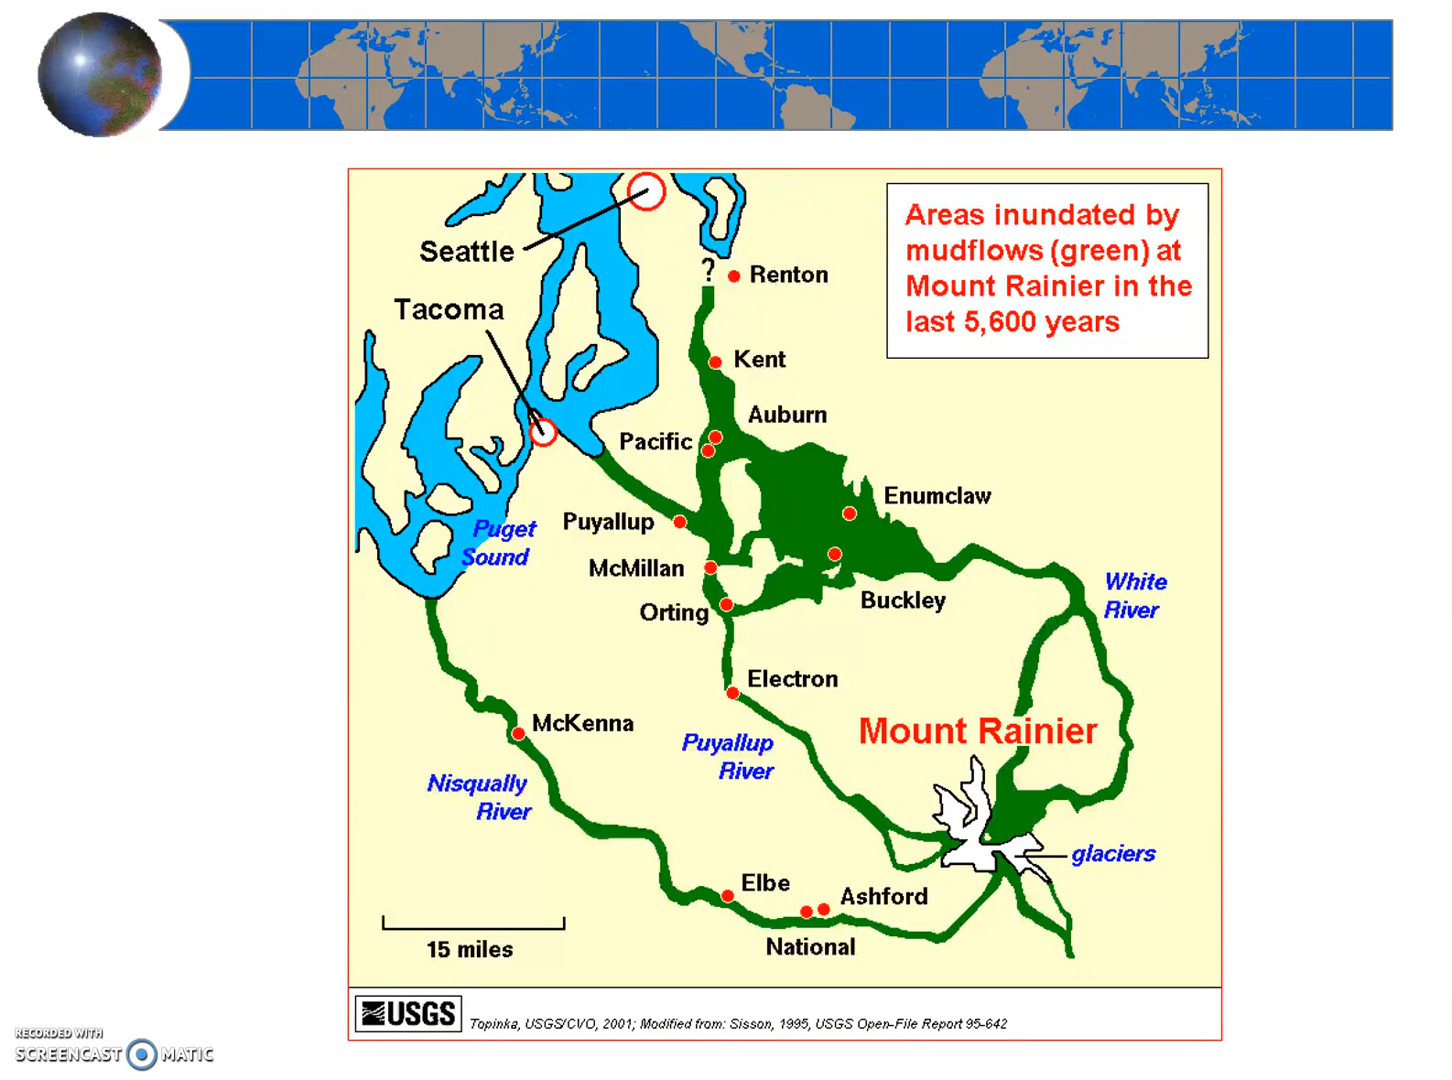 Areas inundated by
mudflows (green) at
Mount Rainier in the
last 5,600 years
Seattle
?
Renton
Tacoma
Kent
Auburn
Pacific
Enumclaw
Puyallup
Puget
Sound
McMillan
White
River
Buckley
Orting
Electron
McKenna
Mount Rainier
Puyallup
River
Nisqually
River
glaciers
Elbe
Ashford
National
15 miles
USGS
Topinka, USGS/CVO, 2001; Modified from: Sisson, 1995, USGS Open-File Report 95-642
RECORDED WITH
SCREENCAST MATIC